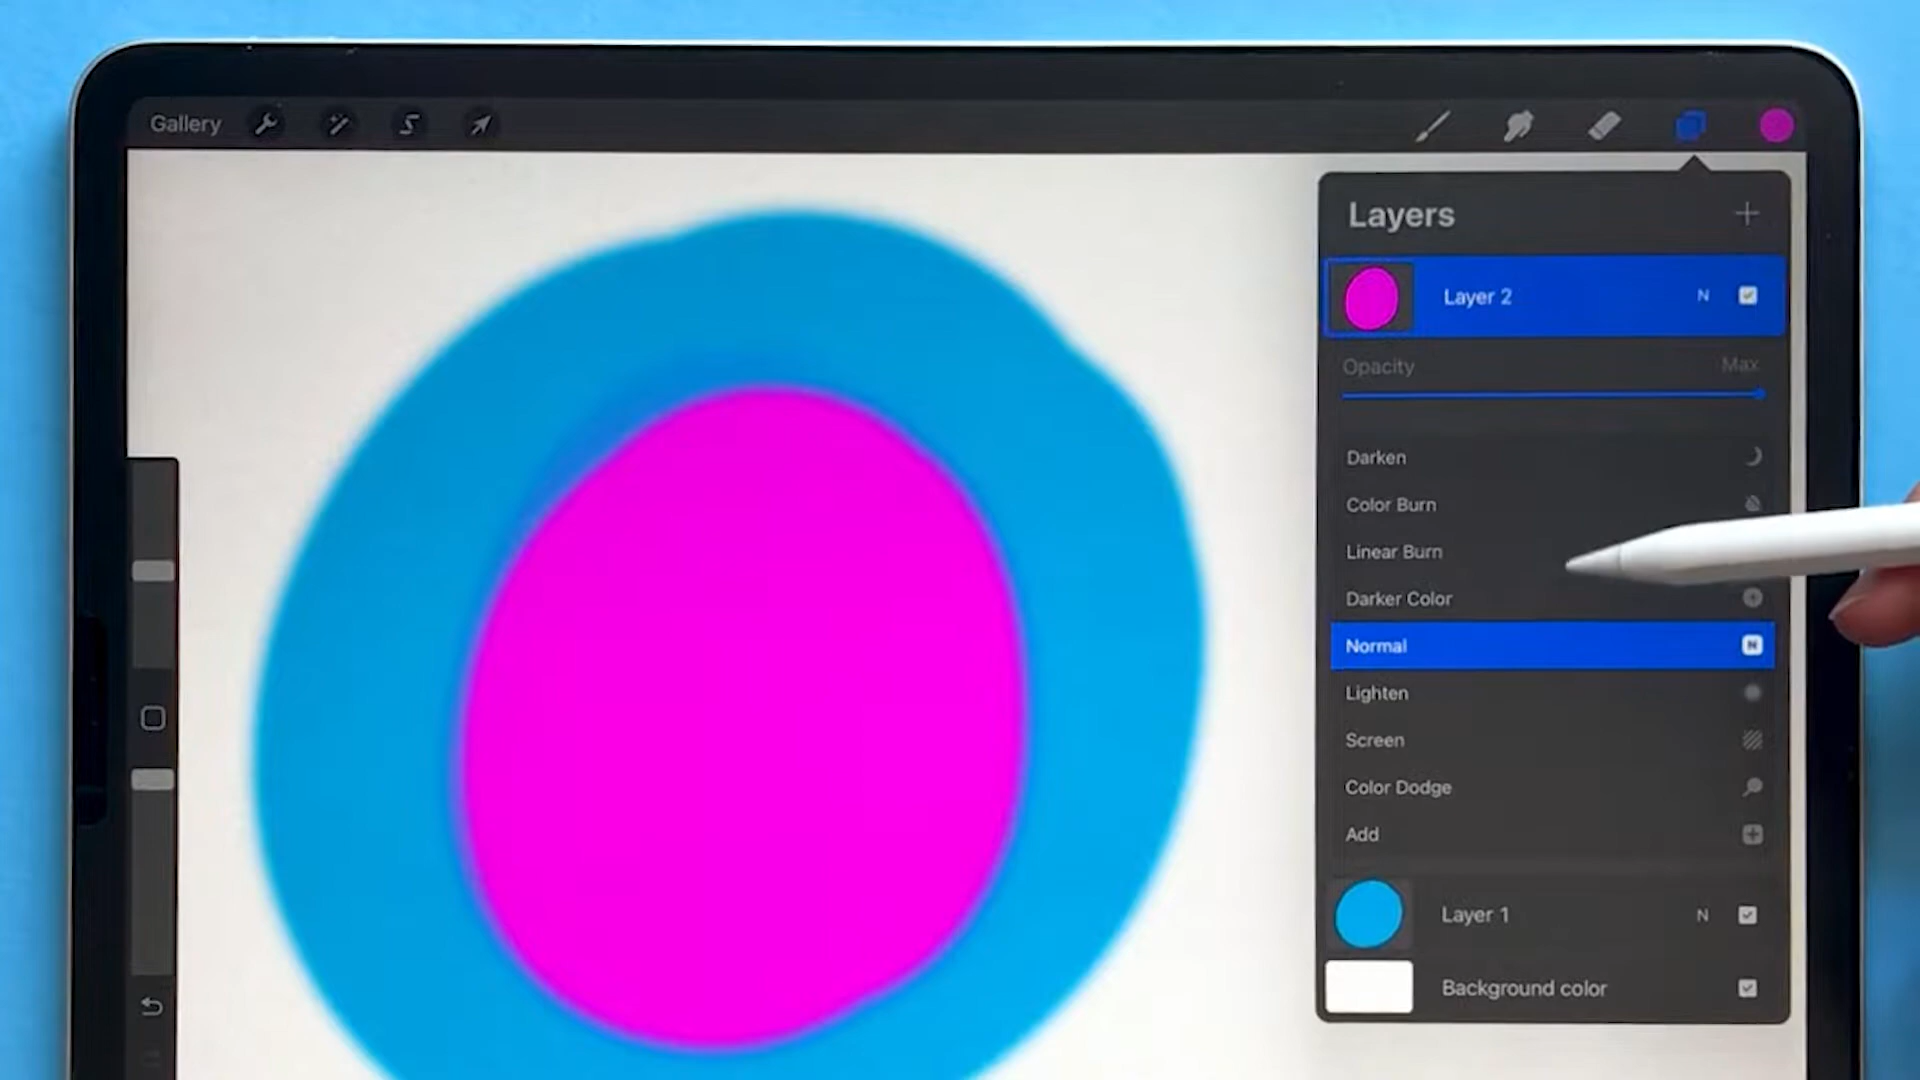 Gallery
Layers
Layer 2 N
Opacity Max
Darken
Color Burn
Linear Burn
Darker Color
Normal N
Lighten
Screen
Color Dodge
Add
Layer 1 N
Background color